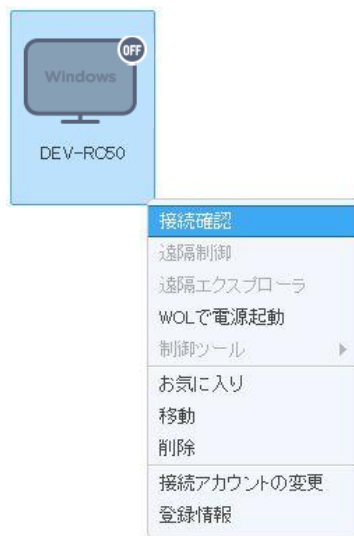 OFF
Windows
DEV-RC50
接続確認
遠隔制御
遠隔エクスプローラ
WOLで電源起動
制御ツール
お気に入り
移動
削除
接続アカウントの変更
登録情報